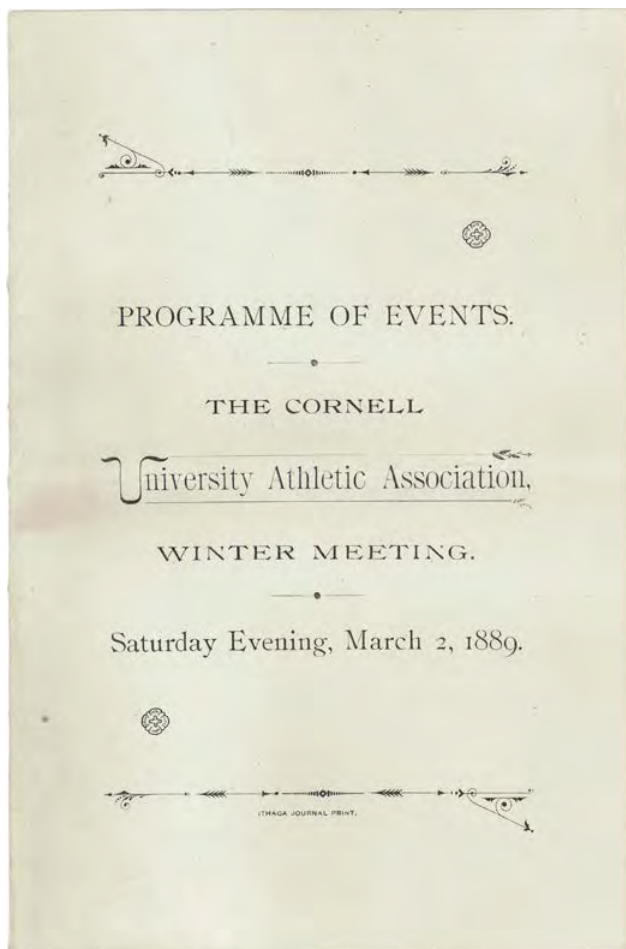 PROGRAMME OF EVENTS.
THE CORNELL
University Athletic Association,
WINTER MEETING.
Saturday Evening, March 2, 1889.
ITHACA JOURNAL PRINT.